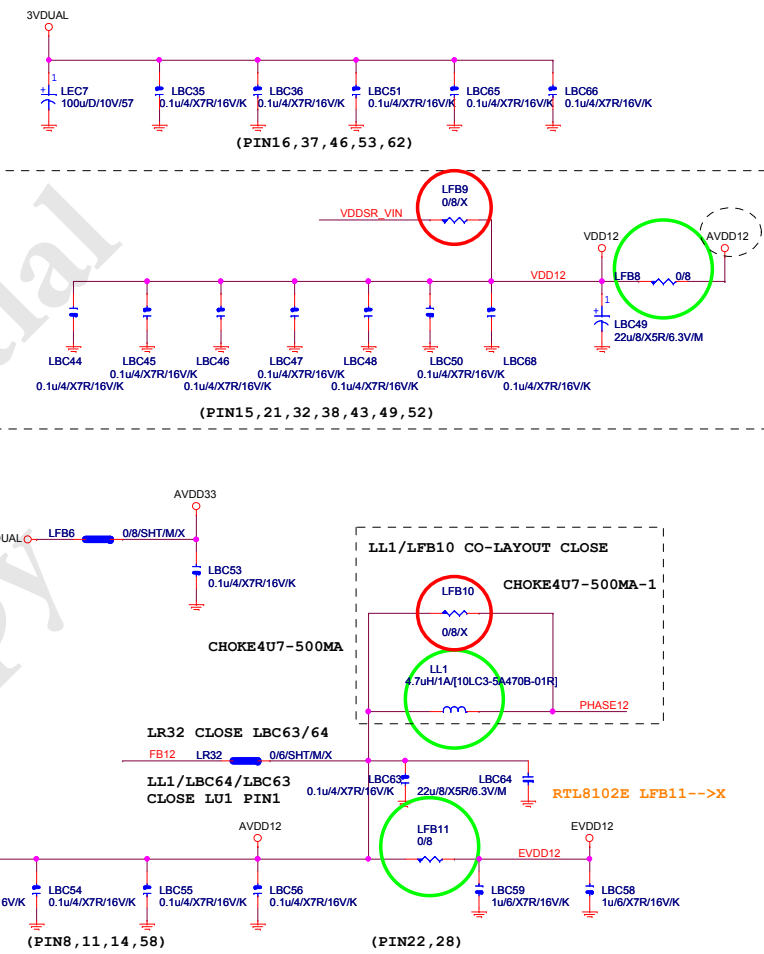 3VDUAL
1
LEC7
100u/D/10V/57
LBC35
0.1u/4/X7R/16V/K
LBC36
0.1u/4/X7R/16V/K
LBC51
0.1u/4/X7R/16V/K
LBC65
0.1u/4/X7R/16V/K
LBC66
0.1u/4/X7R/16V/K
(PIN16,37,46,53,62)
LFB9
0/8/X
VDDSR_VIN
VDD12
AVDD12
VDD12
LFB8
0/8
1
LBC49
22u/8/X5R/6.3V/M
LBC44
0.1u/4/X7R/16V/K
LBC45
0.1u/4/X7R/16V/K
LBC46
0.1u/4/X7R/16V/K
LBC47
0.1u/4/X7R/16V/K
LBC48
0.1u/4/X7R/16V/K
LBC50
0.1u/4/X7R/16V/K
LBC68
0.1u/4/X7R/16V/K
(PIN15,21,32,38,43,49,52)
AVDD33
UAL
LFB6
0/8/SHT/M/X
LBC53
0.1u/4/X7R/16V/K
LL1/LFB10 CO-LAYOUT CLOSE
CHOKE4U7-500MA-1
LFB10
0/8/X
CHOKE4U7-500MA
LL1
4.7uH/1A/[10LC3-5A470B-01R]
PHASE12
LR32 CLOSE LBC63/64
FB12
LR32
0/6/SHT/M/X
LL1/LBC64/LBC63
CLOSE LU1 PIN1
LBC63
0.1u/4/X7R/16V/K
LBC64
22u/8/X5R/6.3V/M
RTL8102E LFB11-->X
AVDD12
LFB11
0/8
EVDD12
EVDD12
6V/K
LBC54
0.1u/4/X7R/16V/K
LBC55
0.1u/4/X7R/16V/K
LBC56
0.1u/4/X7R/16V/K
LBC59
1u/6/X7R/16V/K
LBC58
1u/6/X7R/16V/K
(PIN8,11,14,58)
(PIN22,28)